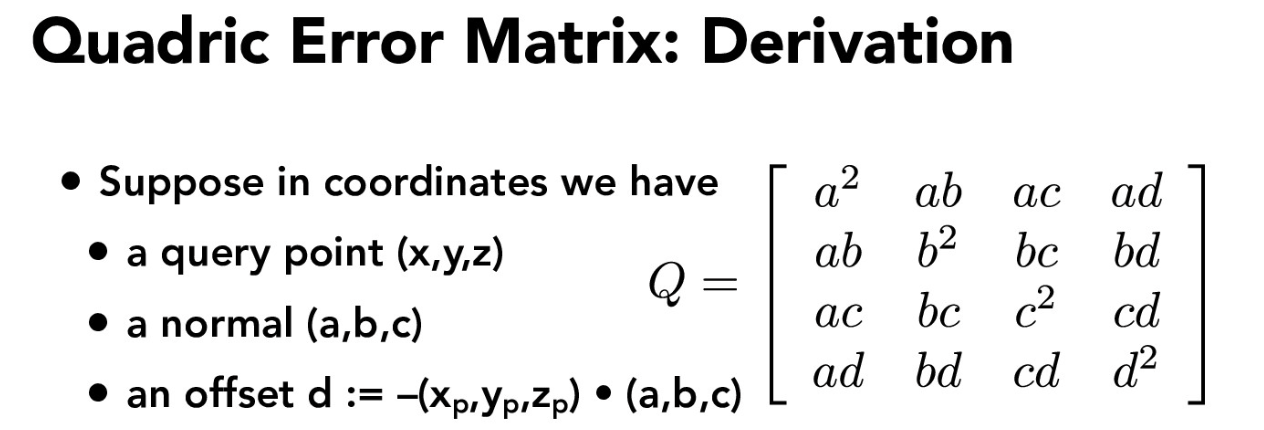 Quadric Error Matrix: Derivation
• Suppose in coordinates we have
• a query point (x,y,z)
• a normal (a,b,c)
• an offset d := –(xₚ,yₚ,zₚ) • (a,b,c)
Q =
a² ab ac ad
ab b² bc bd
ac bc c² cd
ad bd cd d²